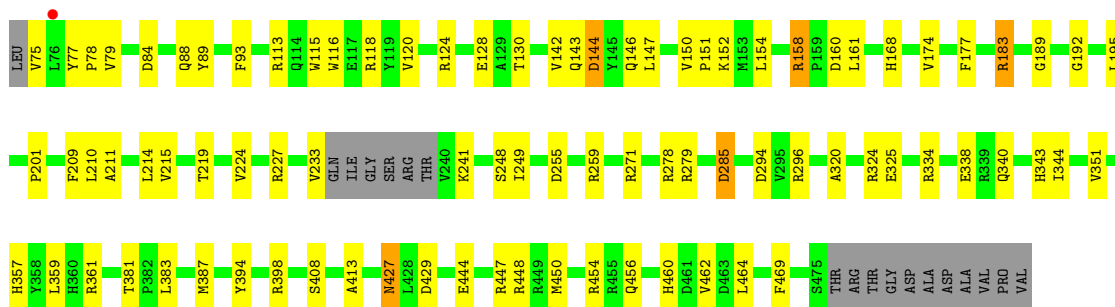 LEU V75 L76 Y77 P78 V79 D84 Q88 Y89 F93 R113 Q114 W115 W116 E117 R118 Y119 V120 R124 E128 A129 T130 V142 Q143 D144 Y145 Q146 L147 V150 P151 K152 M153 L154 R158 P159 D160 L161 H168 V174 F177 R183 G189 G192 L195
P201 F209 L210 A211 L214 V215 T219 V224 R227 V233 GLN ILE GLY SER ARG THR V240 K241 S248 I249 D255 R259 R271 R278 R279 D285 D294 V295 R296 A320 R324 E325 R334 E338 R339 Q340 H343 I344 V351
H357 Y358 L359 H360 R361 T381 P382 L383 M387 Y394 R398 S408 A413 N427 L428 D429 E444 R447 R448 R449 M450 R454 R455 Q456 H460 D461 V462 D463 L464 F469 S475 THR ARG THR GLY ASP ALA ASP ALA VAL PRO VAL